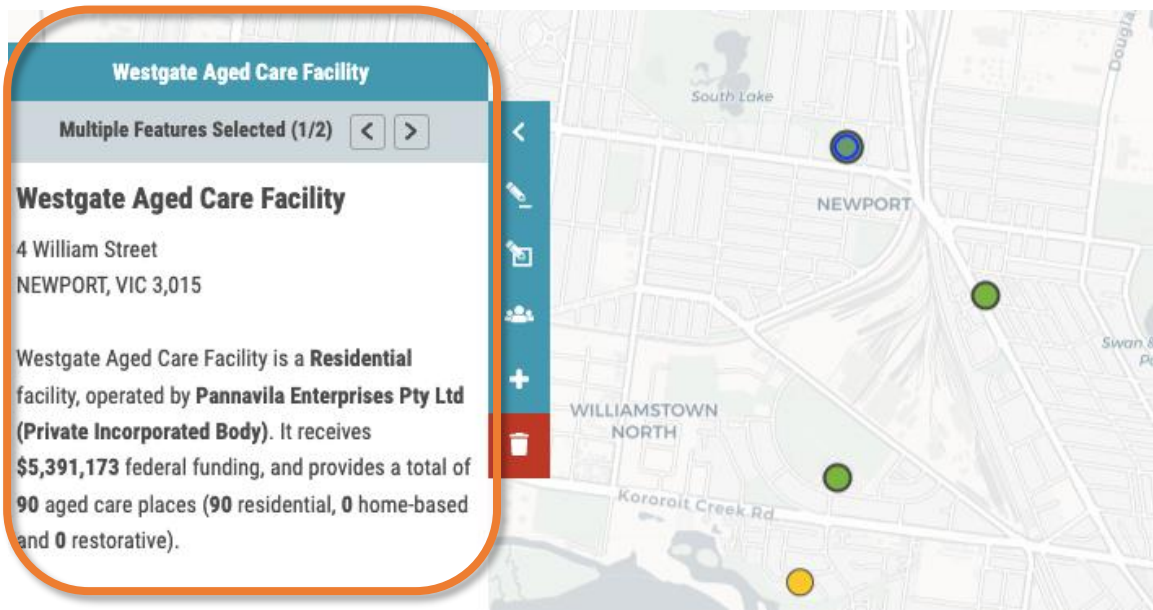 Westgate Aged Care Facility
Multiple Features Selected (1/2)
Westgate Aged Care Facility
4 William Street
NEWPORT, VIC 3,015
Westgate Aged Care Facility is a Residential
facility, operated by Pannavila Enterprises Pty Ltd
(Private Incorporated Body). It receives
$5,391,173 federal funding, and provides a total of
90 aged care places (90 residential, 0 home-based
and 0 restorative).
South Lake
Douglas
NEWPORT
Swan &
WILLIAMSTOWN
NORTH
Kororoit Creek Rd